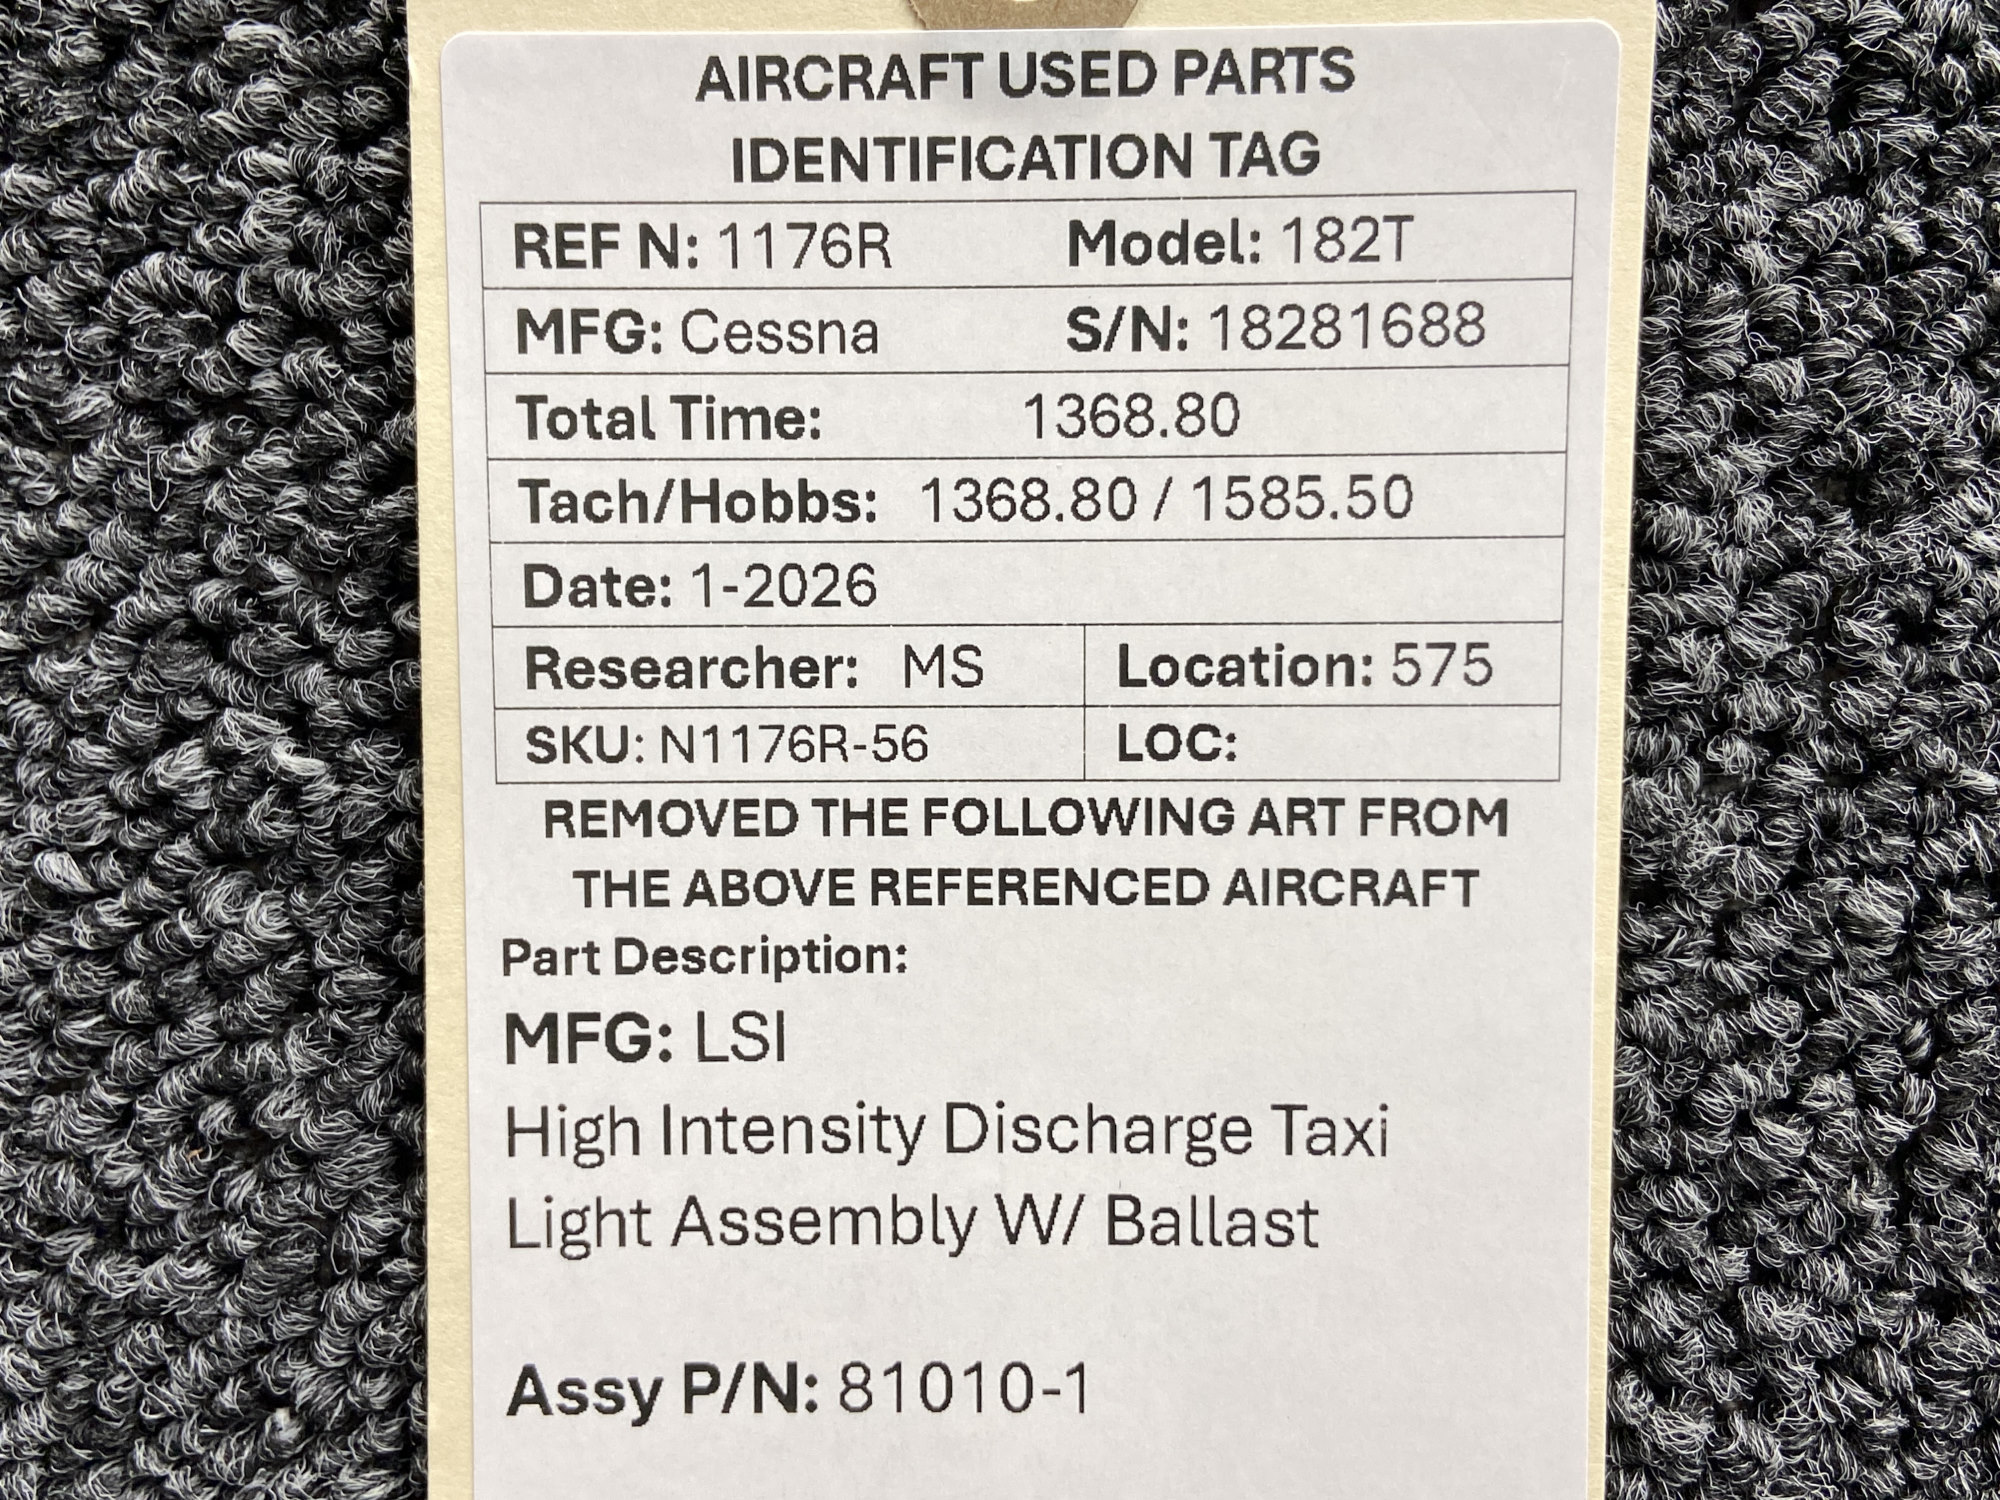 AIRCRAFT USED PARTS
IDENTIFICATION TAG
REF N: 1176R Model: 182T
MFG: Cessna S/N: 18281688
Total Time: 1368.80
Tach/Hobbs: 1368.80 / 1585.50
Date: 1-2026
Researcher: MS Location: 575
SKU: N1176R-56 LOC:
REMOVED THE FOLLOWING ART FROM
THE ABOVE REFERENCED AIRCRAFT
Part Description:
MFG: LSI
High Intensity Discharge Taxi
Light Assembly W/ Ballast
Assy P/N: 81010-1